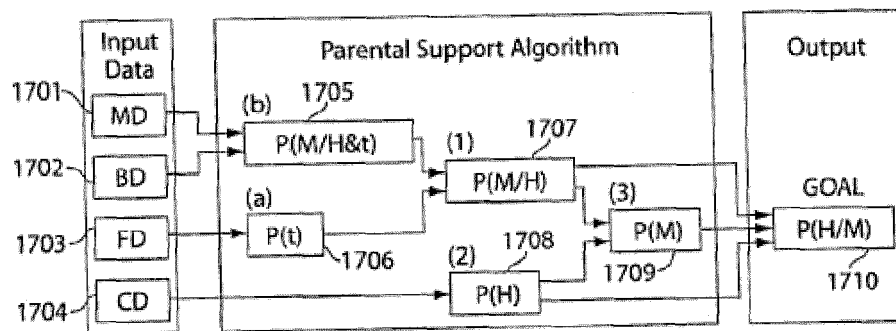 Input
Data
Parental Support Algorithm
Output
1701
MD
(b)
1705
P(M/H&t)
1702
BD
(1)
1707
P(M/H)
GOAL
1703
FD
(a)
P(t)
1706
(3)
P(M)
1709
P(H/M)
1710
1704
CD
(2)
1708
P(H)